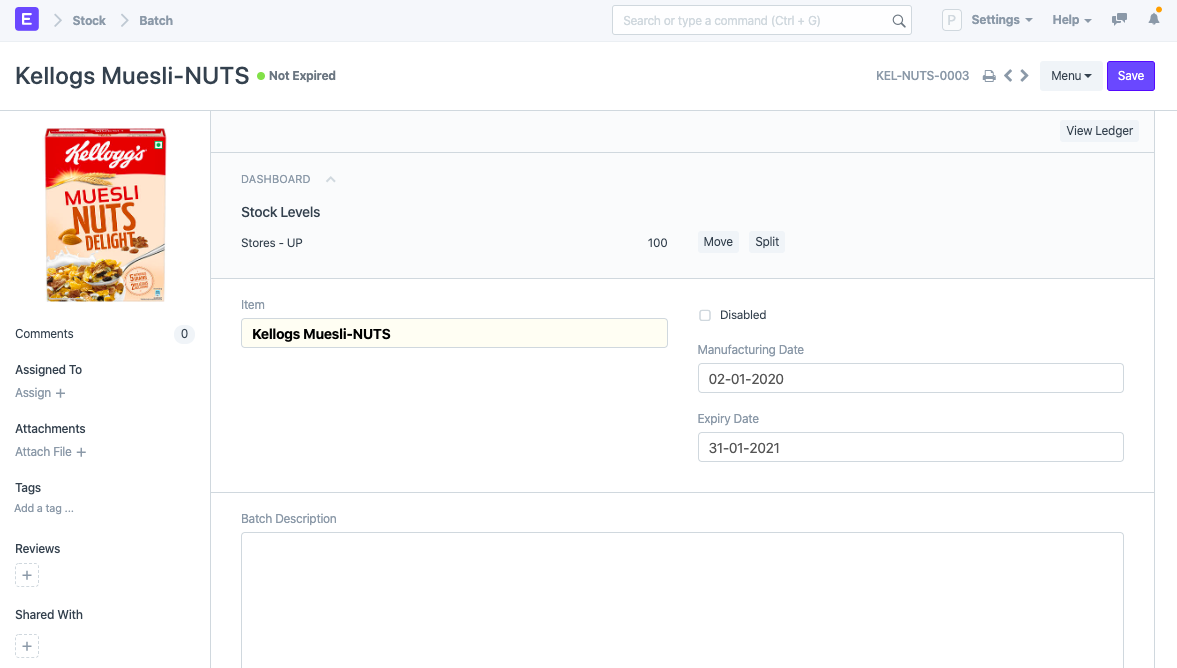 E Stock Batch Search or type a command (Ctrl + G) P Settings Help
Kellogs Muesli-NUTS Not Expired KEL-NUTS-0003 Menu Save
View Ledger
Kellogg's
MUESLI
NUTS
DELIGHT
DASHBOARD
Stock Levels
Stores - UP 100 Move Split
Item
Kellogs Muesli-NUTS
Disabled
Manufacturing Date
02-01-2020
Expiry Date
31-01-2021
Batch Description
Comments 0
Assigned To
Assign +
Attachments
Attach File +
Tags
Add a tag ...
Reviews
+
Shared With
+